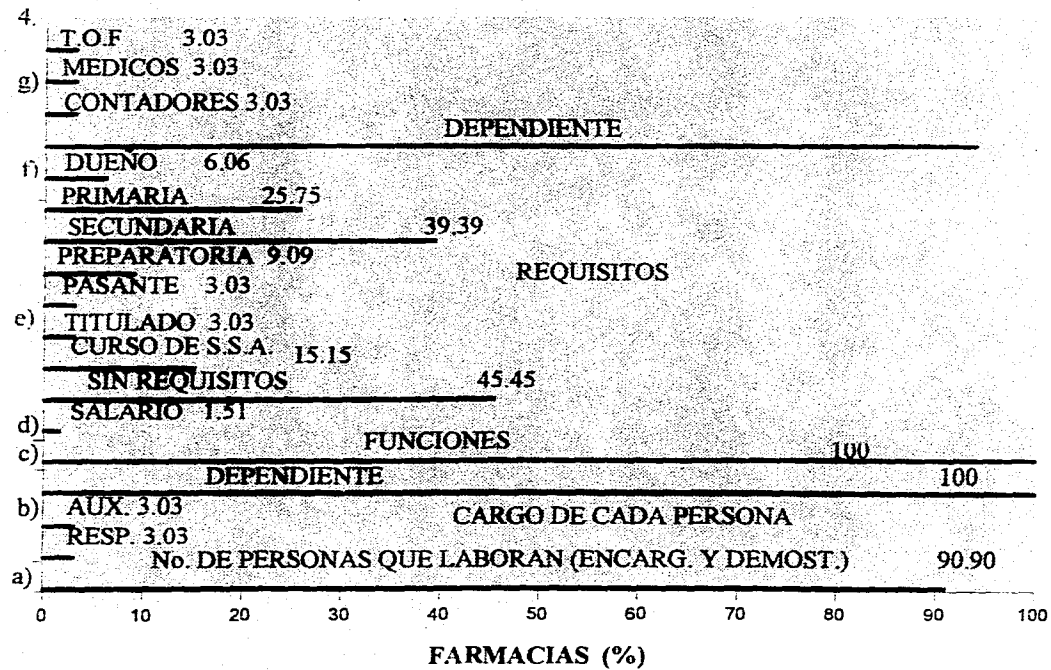 4.
T.O.F 3.03
MEDICOS 3.03
g)
CONTADORES 3.03
DEPENDIENTE
f) DUEÑO 6.06
PRIMARIA 25.75
SECUNDARIA 39.39
PREPARATORIA 9.09
REQUISITOS
PASANTE 3.03
e) TITULADO 3.03
CURSO DE S.S.A. 15.15
SIN REQUISITOS 45.45
SALARIO 1.51
d)
FUNCIONES 100
c)
DEPENDIENTE 100
b) AUX. 3.03
CARGO DE CADA PERSONA
RESP. 3.03
No. DE PERSONAS QUE LABORAN (ENCARG. Y DEMOST.) 90.90
a)
0 10 20 30 40 50 60 70 80 90 100
FARMACIAS (%)